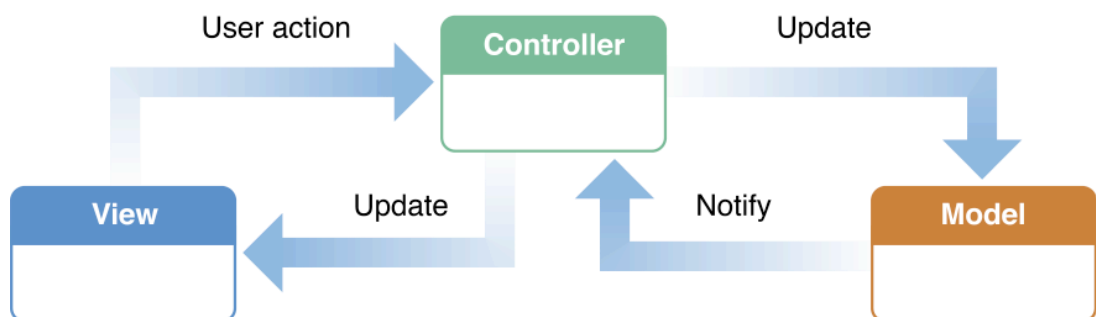 User action
Controller
Update
View
Update
Notify
Model